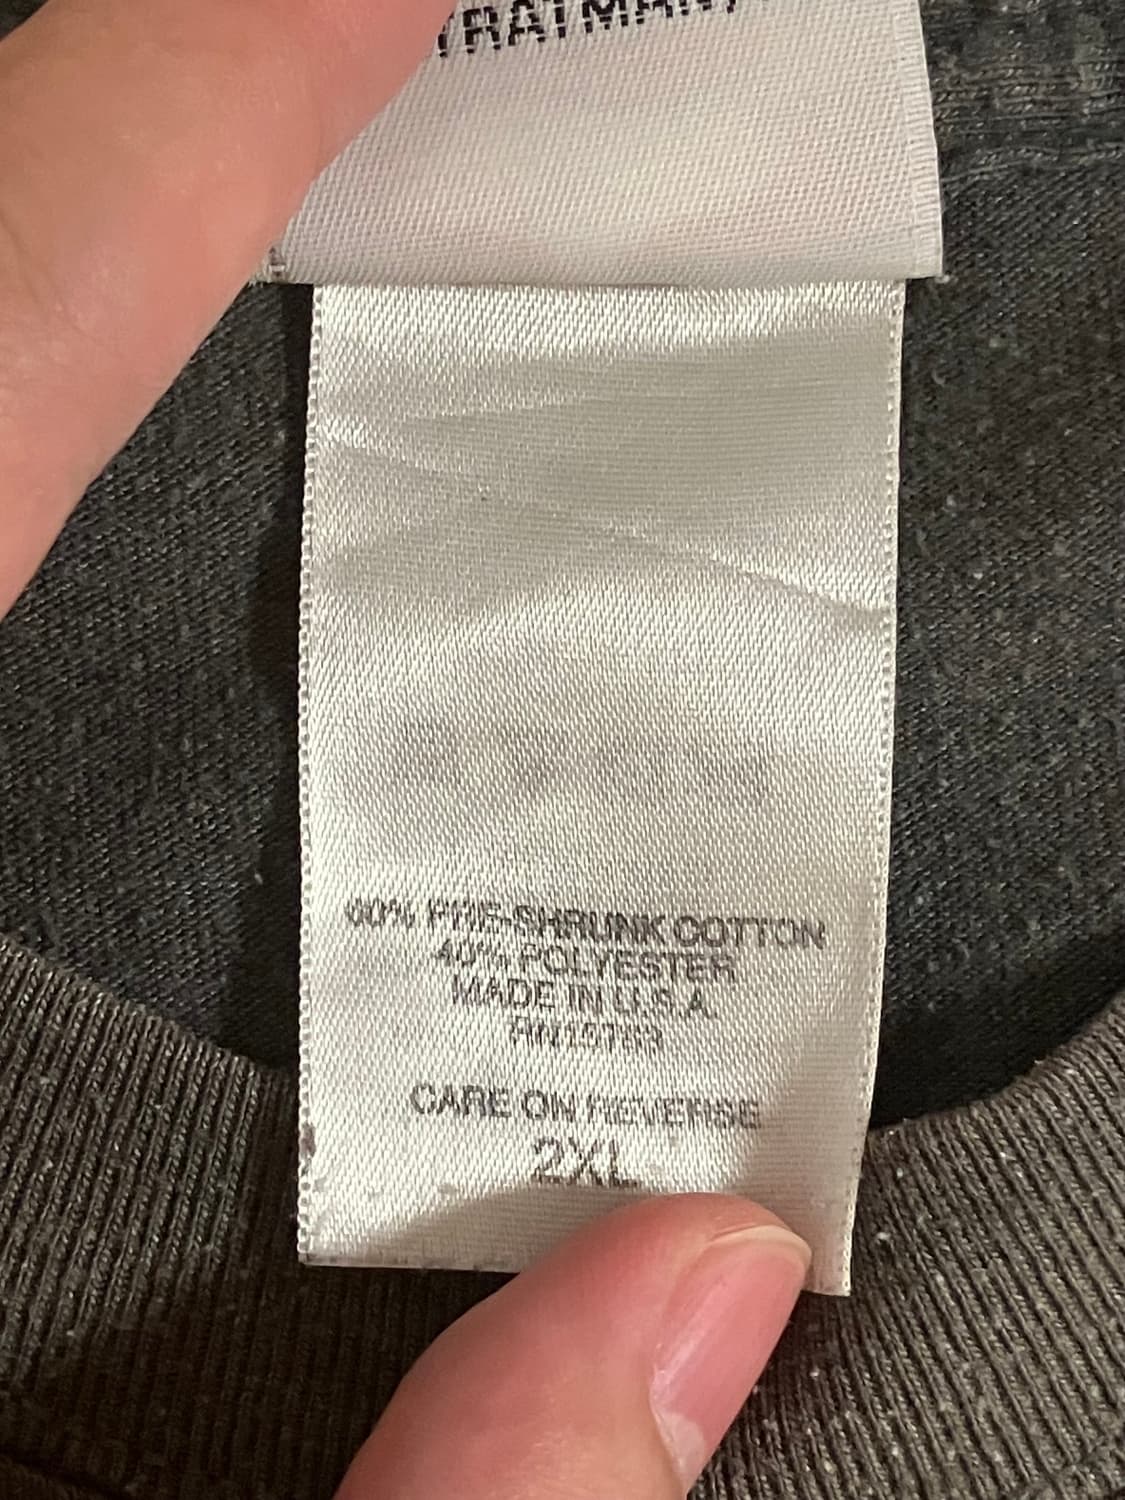 60% PRE-SHRUNK COTTON
40% POLYESTER
MADE IN U.S.A.
CARE ON REVERSE
2XL